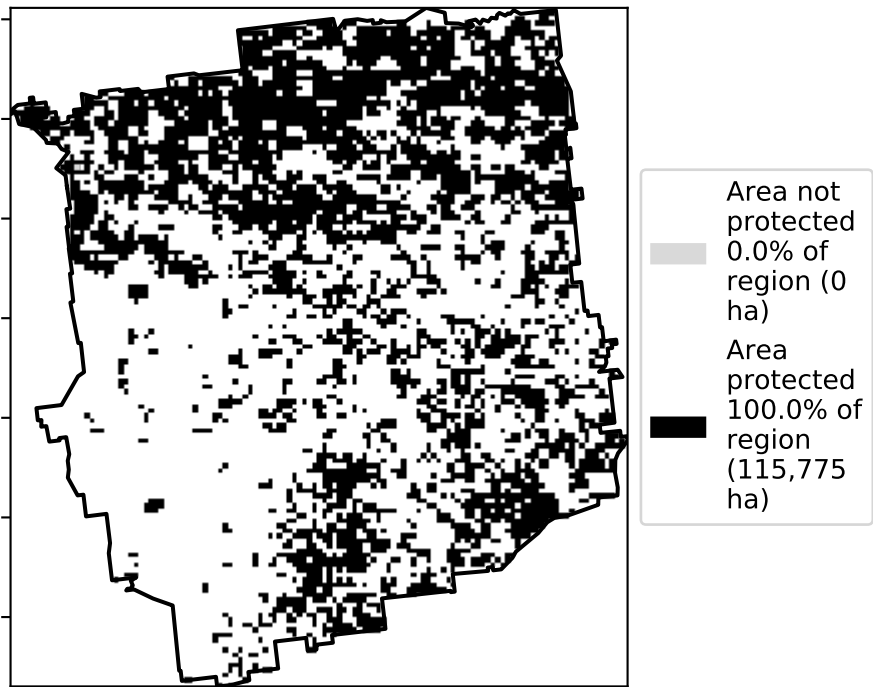 Area not
protected
0.0% of
region (0
ha)
Area
protected
100.0% of
region
(115,775
ha)